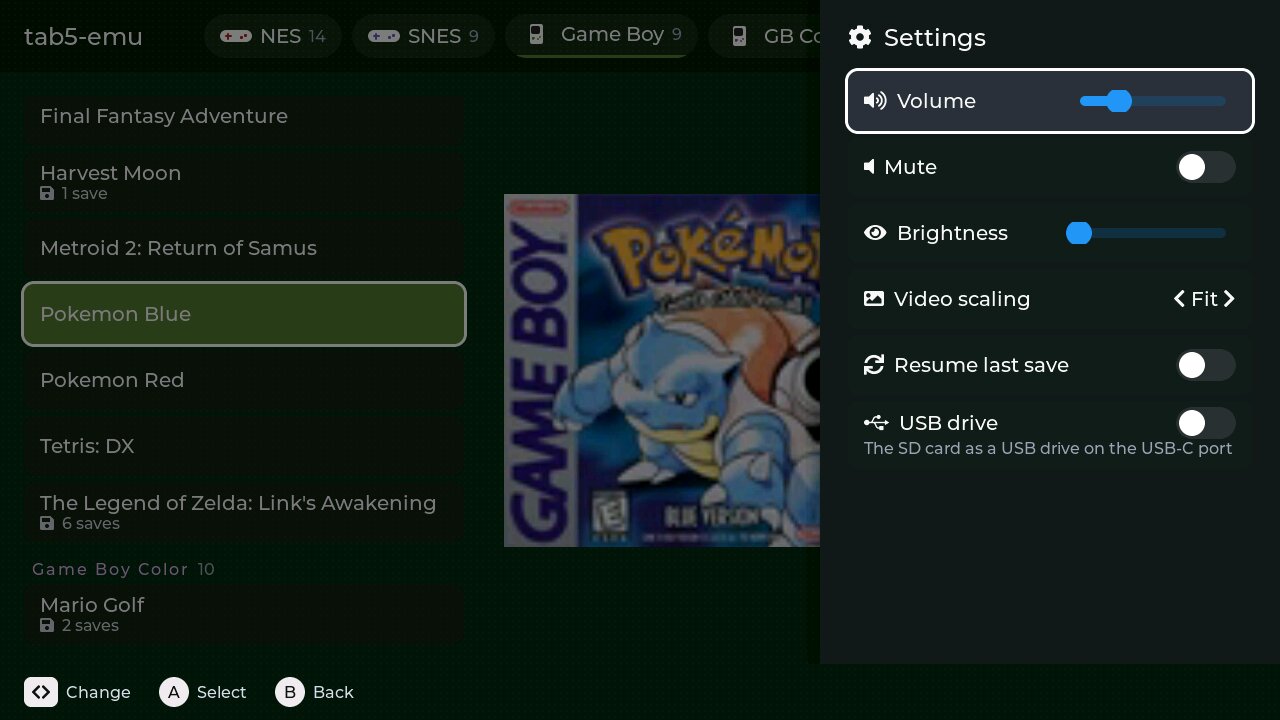 tab5-emu
NES 14
SNES 9
Game Boy 9
GB Co
Final Fantasy Adventure
Harvest Moon
1 save
Metroid 2: Return of Samus
Pokemon Blue
Pokemon Red
Tetris: DX
The Legend of Zelda: Link's Awakening
6 saves
Game Boy Color 10
Mario Golf
2 saves
GAME BOY
POKéMO
E
BLUE VERSION
Settings
Volume
Mute
Brightness
Video scaling
Fit
Resume last save
USB drive
The SD card as a USB drive on the USB-C port
Change
A Select
B Back